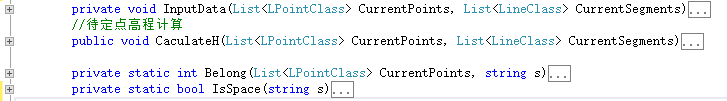 private void InputData(List<LPointClass> CurrentPoints, List<LineClass> CurrentSegments)...
//待定点高程计算
public void CaculateH(List<LPointClass> CurrentPoints, List<LineClass> CurrentSegments)...
private static int Belong(List<LPointClass> CurrentPoints, string s)...
private static bool IsSpace(string s)...